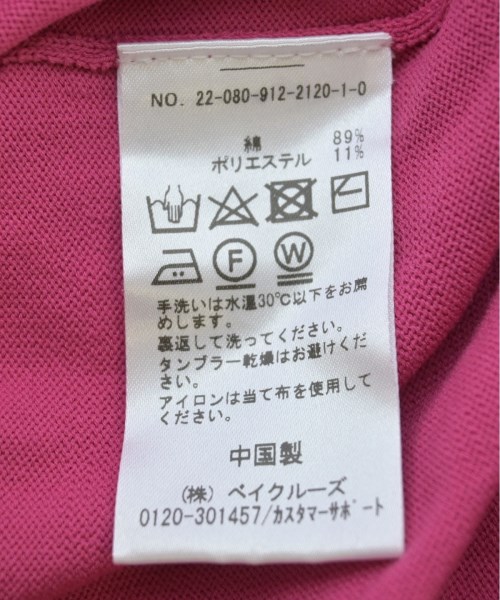 NO. 22-080-912-2120-1-0
綿 89%
ポリエステル 11%
F W
手洗いは水温30℃以下をお薦
めします。
裏返して洗ってください。
タンブラー乾燥はお避けくだ
さい。
アイロンは当て布を使用して
ください。
中国製
(株) ベイクルーズ
0120-301457/カスタマーサポート